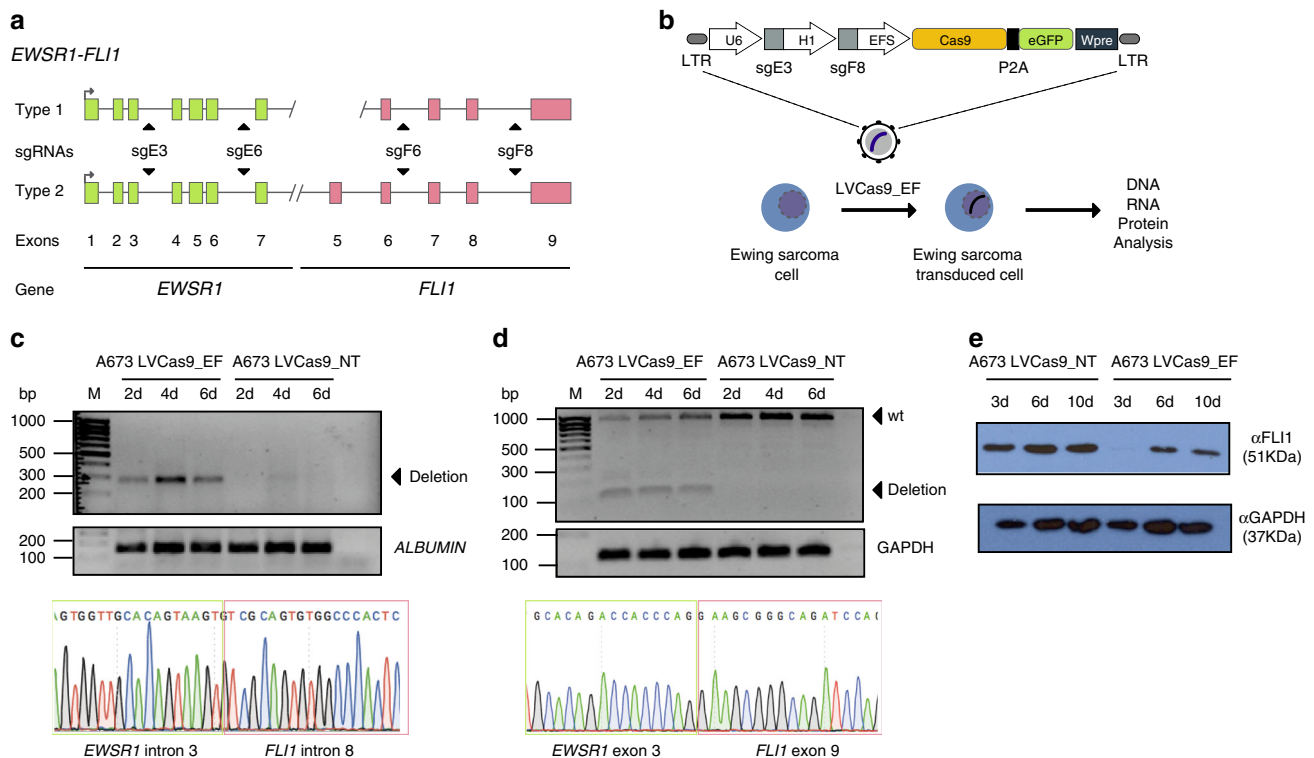 a
EWSR1-FLI1
Type 1
sgRNAs sgE3 sgE6 sgF6 sgF8
Type 2
Exons 1 2 3 4 5 6 7 5 6 7 8 9
Gene EWSR1 FLI1
b
U6 H1 EFS Cas9 eGFP Wpre
LTR sgE3 sgF8 P2A LTR
LVCas9_EF
Ewing sarcoma
cell
Ewing sarcoma
transduced cell
DNA
RNA
Protein
Analysis
c
A673 LVCas9_EF A673 LVCas9_NT
bp M 2d 4d 6d 2d 4d 6d
1000
500
300
200
Deletion
200
100
ALBUMIN
GTGGTTGCACAGTAAGTGTCGCAGTGTGGCCCACTC
EWSR1 intron 3 FLI1 intron 8
d
A673 LVCas9_EF A673 LVCas9_NT
bp M 2d 4d 6d 2d 4d 6d
1000
500
300
100
wt
Deletion
200
100
GAPDH
GCACAGACCACCCAGGAAGCGGGCAGATCCAG
EWSR1 exon 3 FLI1 exon 9
e
A673 LVCas9_NT A673 LVCas9_EF
3d 6d 10d 3d 6d 10d
αFLI1
(51KDa)
αGAPDH
(37KDa)